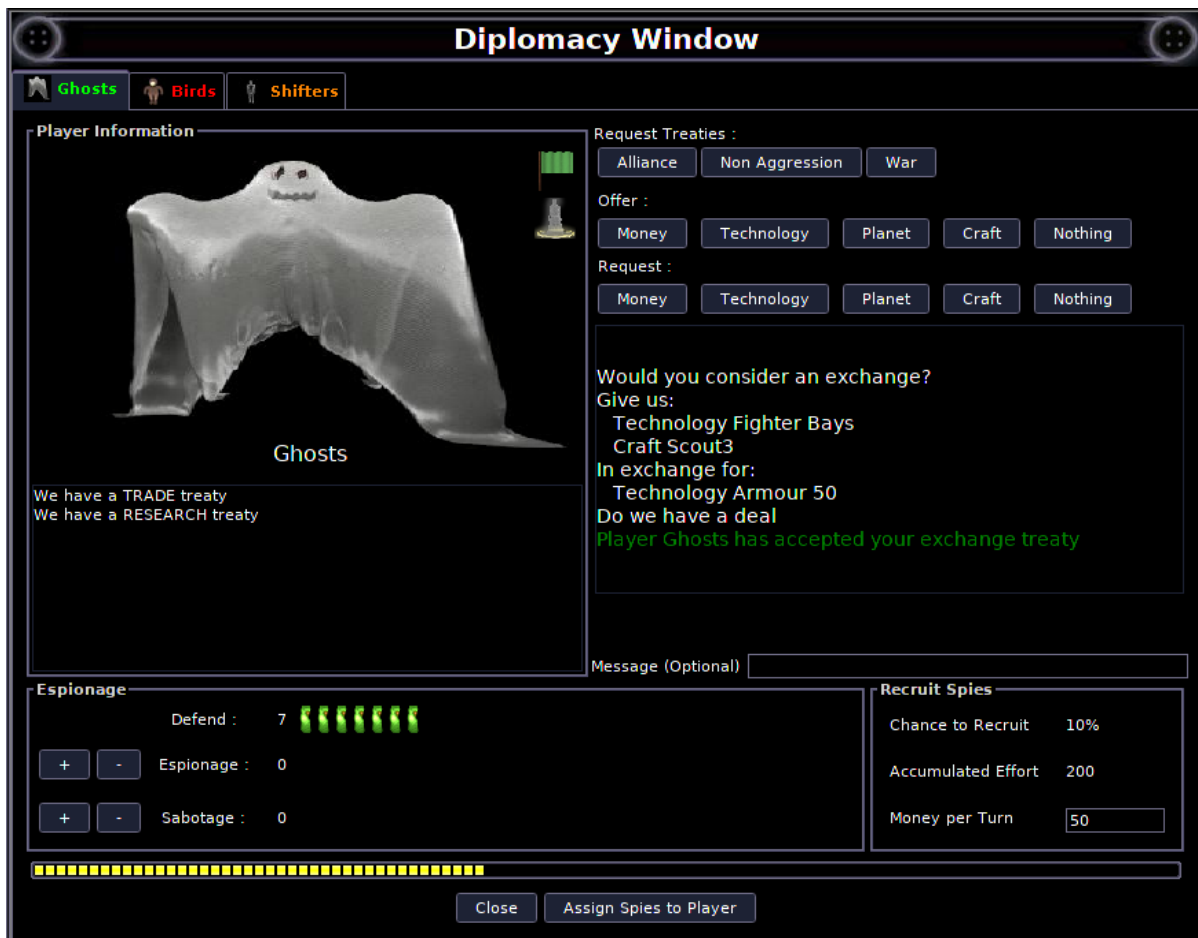 Diplomacy Window
Ghosts Birds Shifters
Player Information
Ghosts
We have a TRADE treaty
We have a RESEARCH treaty
Request Treaties :
Alliance Non Aggression War
Offer :
Money Technology Planet Craft Nothing
Request :
Money Technology Planet Craft Nothing
Would you consider an exchange?
Give us:
Technology Fighter Bays
Craft Scout3
In exchange for:
Technology Armour 50
Do we have a deal
Player Ghosts has accepted your exchange treaty
Message (Optional)
Espionage
Defend : 7
+ - Espionage : 0
+ - Sabotage : 0
Recruit Spies
Chance to Recruit 10%
Accumulated Effort 200
Money per Turn 50
Close Assign Spies to Player